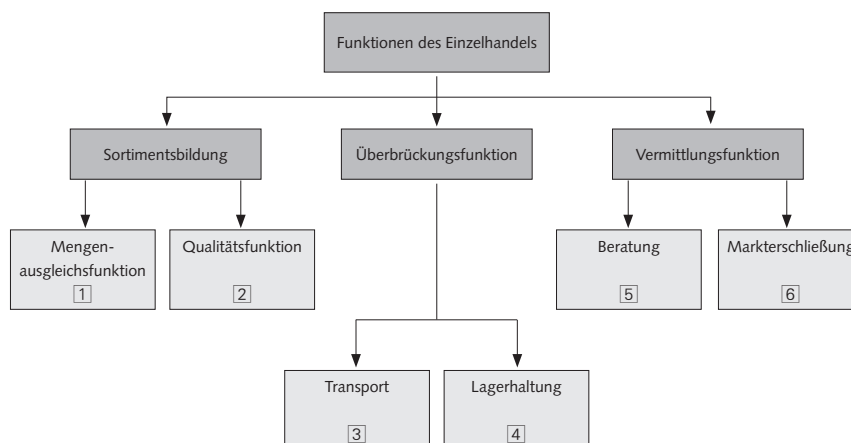 Funktionen des Einzelhandels
Sortimentsbildung
Überbrückungsfunktion
Vermittlungsfunktion
Mengen-
ausgleichsfunktion
1
Qualitätsfunktion
2
Beratung
5
Markterschließung
6
Transport
3
Lagerhaltung
4